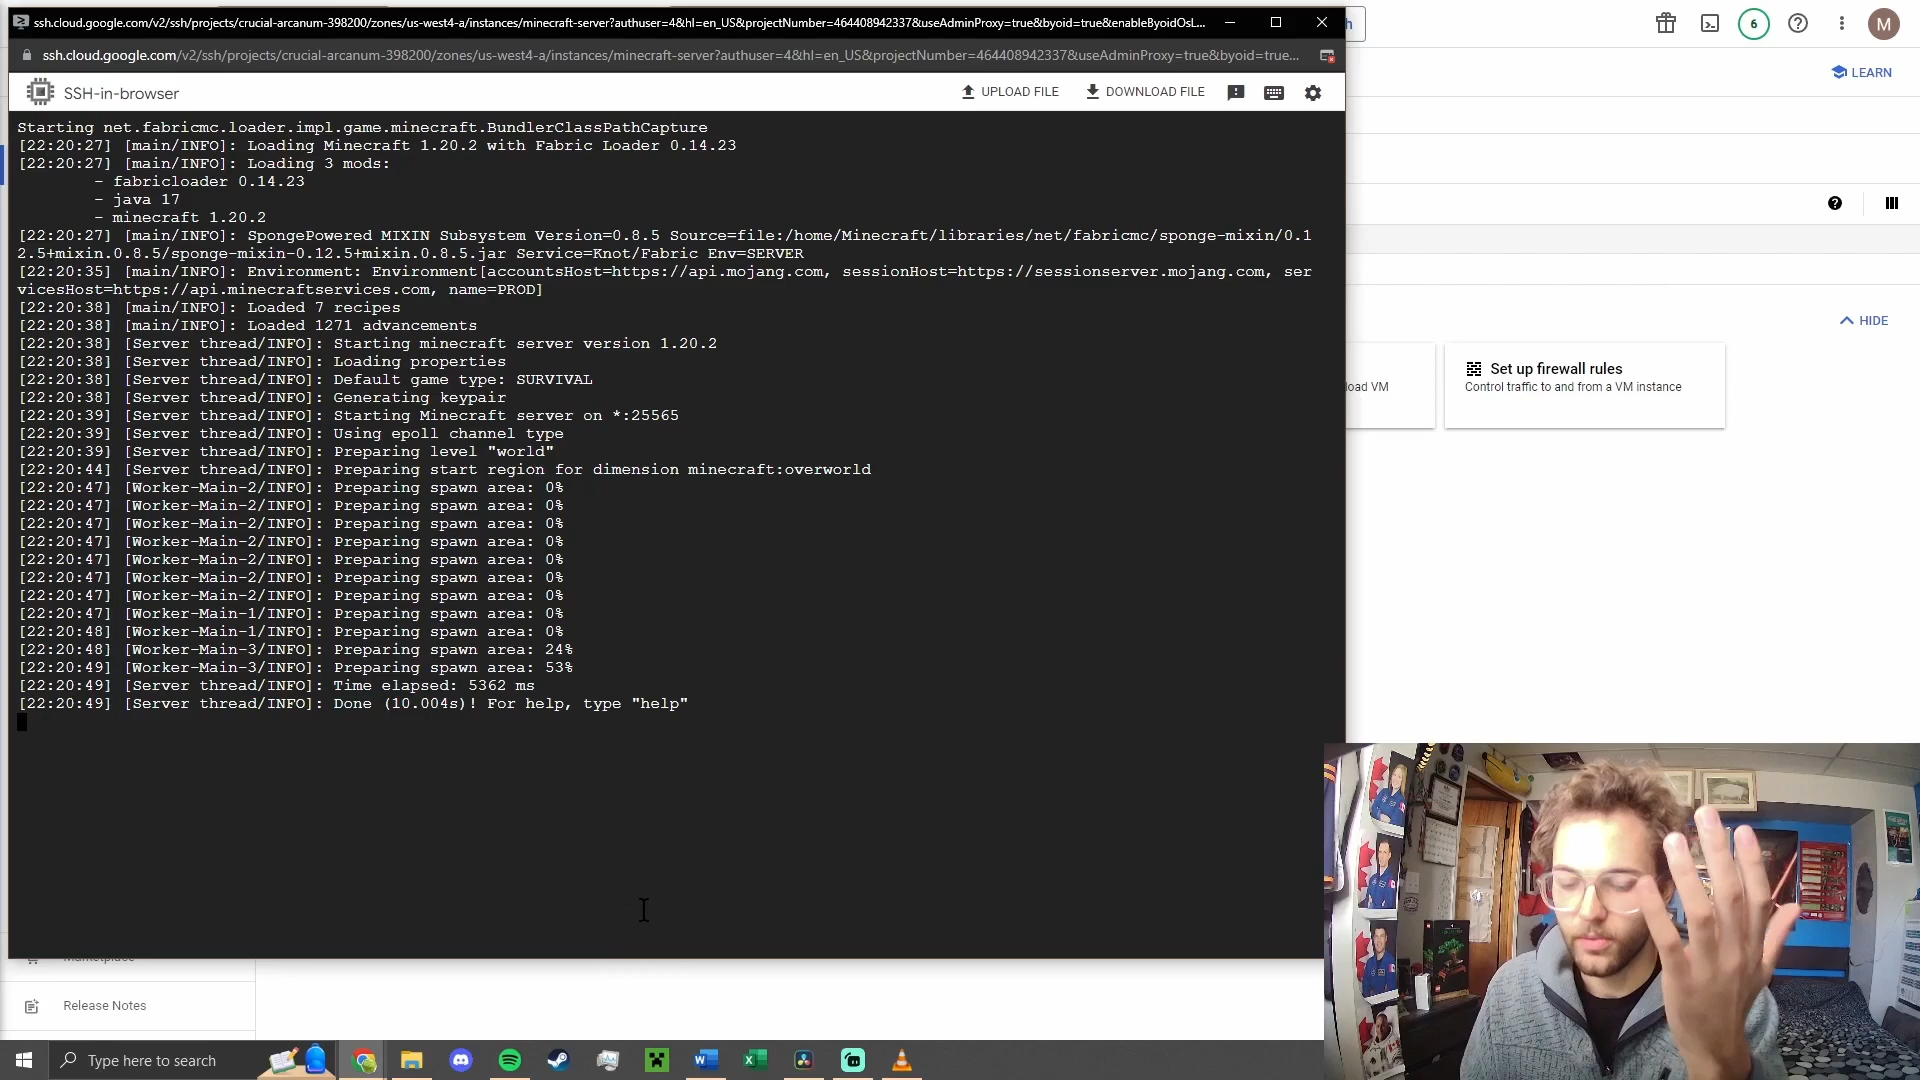 ssh.cloud.google.com/v2/ssh/projects/crucial-arcanum-398200/zones/us-west4-a/instances/minecraft-server?authuser=4&hl=en_US&projectNumber=464408942337&useAdminProxy=true&byoid=true&enableByoidOsL...
ssh.cloud.google.com/v2/ssh/projects/crucial-arcanum-398200/zones/us-west4-a/instances/minecraft-server?authuser=4&hl=en_US&projectNumber=464408942337&useAdminProxy=true&byoid=true...
6
M
LEARN
SSH-in-browser
UPLOAD FILE
DOWNLOAD FILE
Starting net.fabricmc.loader.impl.game.minecraft.BundlerClassPathCapture
[22:20:27] [main/INFO]: Loading Minecraft 1.20.2 with Fabric Loader 0.14.23
[22:20:27] [main/INFO]: Loading 3 mods:
- fabricloader 0.14.23
- java 17
- minecraft 1.20.2
[22:20:27] [main/INFO]: SpongePowered MIXIN Subsystem Version=0.8.5 Source=file:/home/Minecraft/libraries/net/fabricmc/sponge-mixin/0.1
2.5+mixin.0.8.5/sponge-mixin-0.12.5+mixin.0.8.5.jar Service=Knot/Fabric Env=SERVER
[22:20:35] [main/INFO]: Environment: Environment[accountsHost=https://api.mojang.com, sessionHost=https://sessionserver.mojang.com, ser
vicesHost=https://api.minecraftservices.com, name=PROD]
[22:20:38] [main/INFO]: Loaded 7 recipes
[22:20:38] [main/INFO]: Loaded 1271 advancements
[22:20:38] [Server thread/INFO]: Starting minecraft server version 1.20.2
[22:20:38] [Server thread/INFO]: Loading properties
[22:20:38] [Server thread/INFO]: Default game type: SURVIVAL
[22:20:38] [Server thread/INFO]: Generating keypair
[22:20:39] [Server thread/INFO]: Starting Minecraft server on *:25565
[22:20:39] [Server thread/INFO]: Using epoll channel type
[22:20:39] [Server thread/INFO]: Preparing level "world"
[22:20:44] [Server thread/INFO]: Preparing start region for dimension minecraft:overworld
[22:20:47] [Worker-Main-2/INFO]: Preparing spawn area: 0%
[22:20:47] [Worker-Main-2/INFO]: Preparing spawn area: 0%
[22:20:47] [Worker-Main-2/INFO]: Preparing spawn area: 0%
[22:20:47] [Worker-Main-2/INFO]: Preparing spawn area: 0%
[22:20:47] [Worker-Main-2/INFO]: Preparing spawn area: 0%
[22:20:47] [Worker-Main-2/INFO]: Preparing spawn area: 0%
[22:20:47] [Worker-Main-2/INFO]: Preparing spawn area: 0%
[22:20:47] [Worker-Main-1/INFO]: Preparing spawn area: 0%
[22:20:48] [Worker-Main-1/INFO]: Preparing spawn area: 0%
[22:20:48] [Worker-Main-3/INFO]: Preparing spawn area: 24%
[22:20:49] [Worker-Main-3/INFO]: Preparing spawn area: 53%
[22:20:49] [Server thread/INFO]: Time elapsed: 5362 ms
[22:20:49] [Server thread/INFO]: Done (10.004s)! For help, type "help"
HIDE
load VM
Set up firewall rules
Control traffic to and from a VM instance
Release Notes
Type here to search